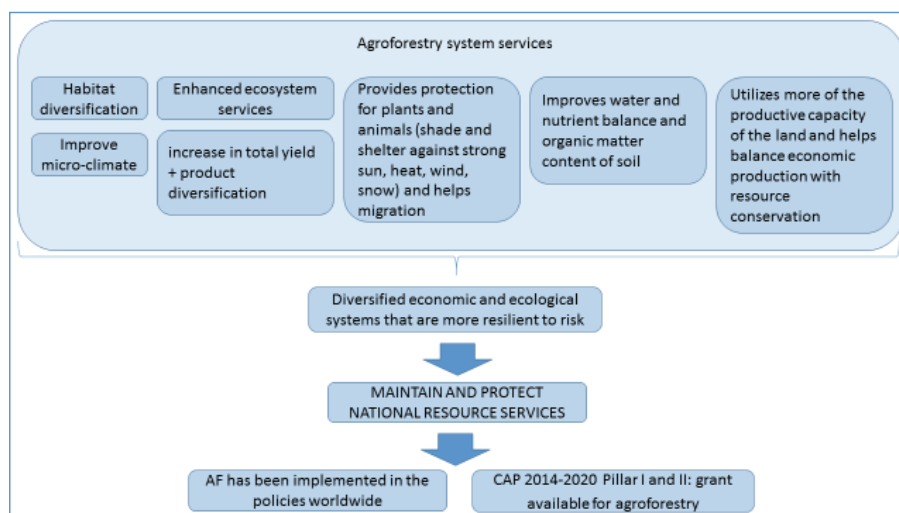 Agroforestry system services
Habitat
diversification
Improve
micro-climate
Enhanced ecosystem
services
increase in total yield
+ product
diversification
Provides protection
for plants and
animals (shade and
shelter against strong
sun, heat, wind,
snow) and helps
migration
Improves water and
nutrient balance and
organic matter
content of soil
Utilizes more of the
productive capacity
of the land and helps
balance economic
production with
resource
conservation
Diversified economic and ecological
systems that are more resilient to risk
MAINTAIN AND PROTECT
NATIONAL RESOURCE SERVICES
AF has been implemented in the
policies worldwide
CAP 2014-2020 Pillar I and II: grant
available for agroforestry